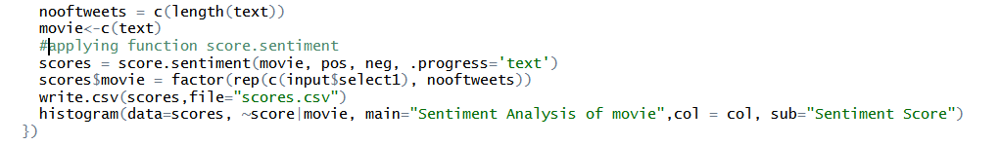 nooftweets = c(length(text))
movie<-c(text)
#applying function score.sentiment
scores = score.sentiment(movie, pos, neg, .progress='text')
scores$movie = factor(rep(c(input$select1), nooftweets))
write.csv(scores,file="scores.csv")
histogram(data=scores, ~score|movie, main="Sentiment Analysis of movie",col = col, sub="Sentiment Score")
})